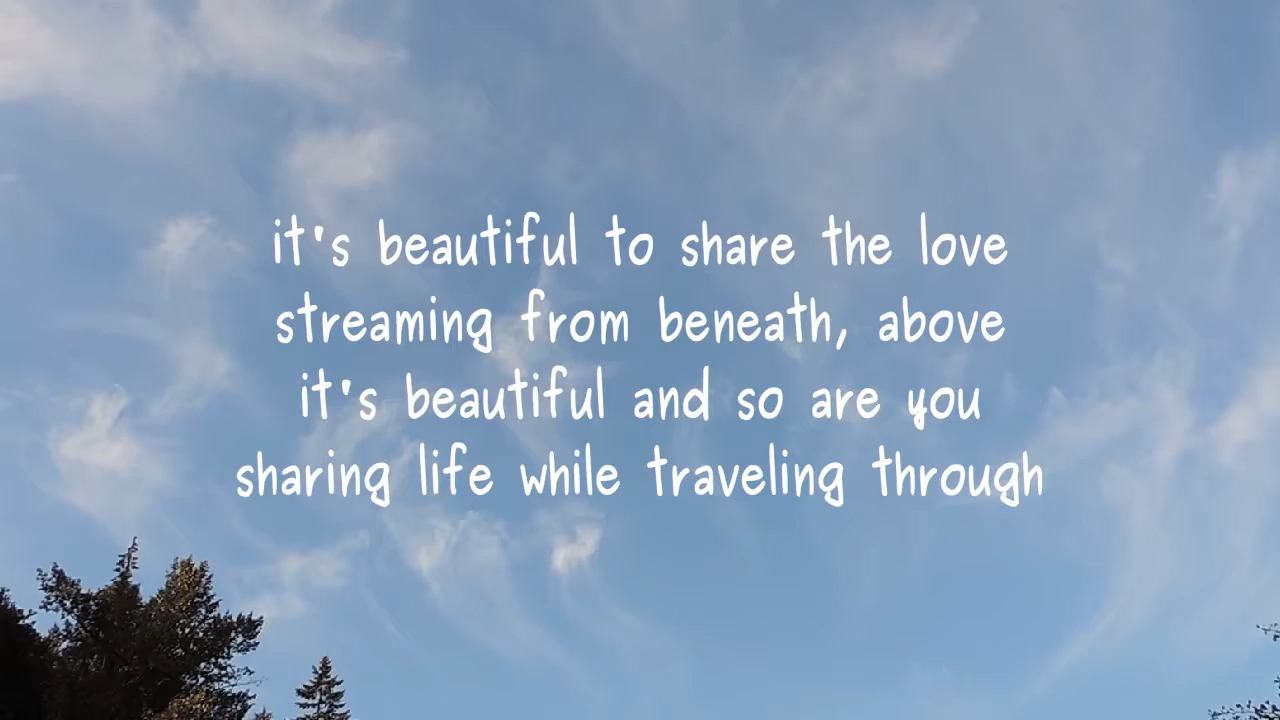 it's beautiful to share the love
streaming from beneath, above
it's beautiful and so are you
sharing life while traveling through